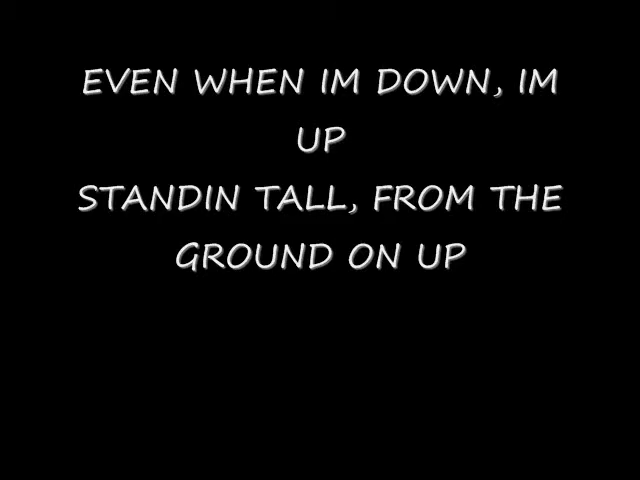 EVEN WHEN IM DOWN, IM
UP
STANDIN TALL, FROM THE
GROUND ON UP